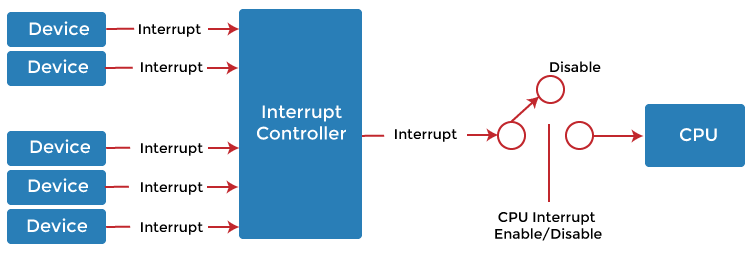 Device
Interrupt
Device
Interrupt
Device
Interrupt
Device
Interrupt
Device
Interrupt
Interrupt
Controller
Interrupt
Disable
CPU Interrupt
Enable/Disable
CPU